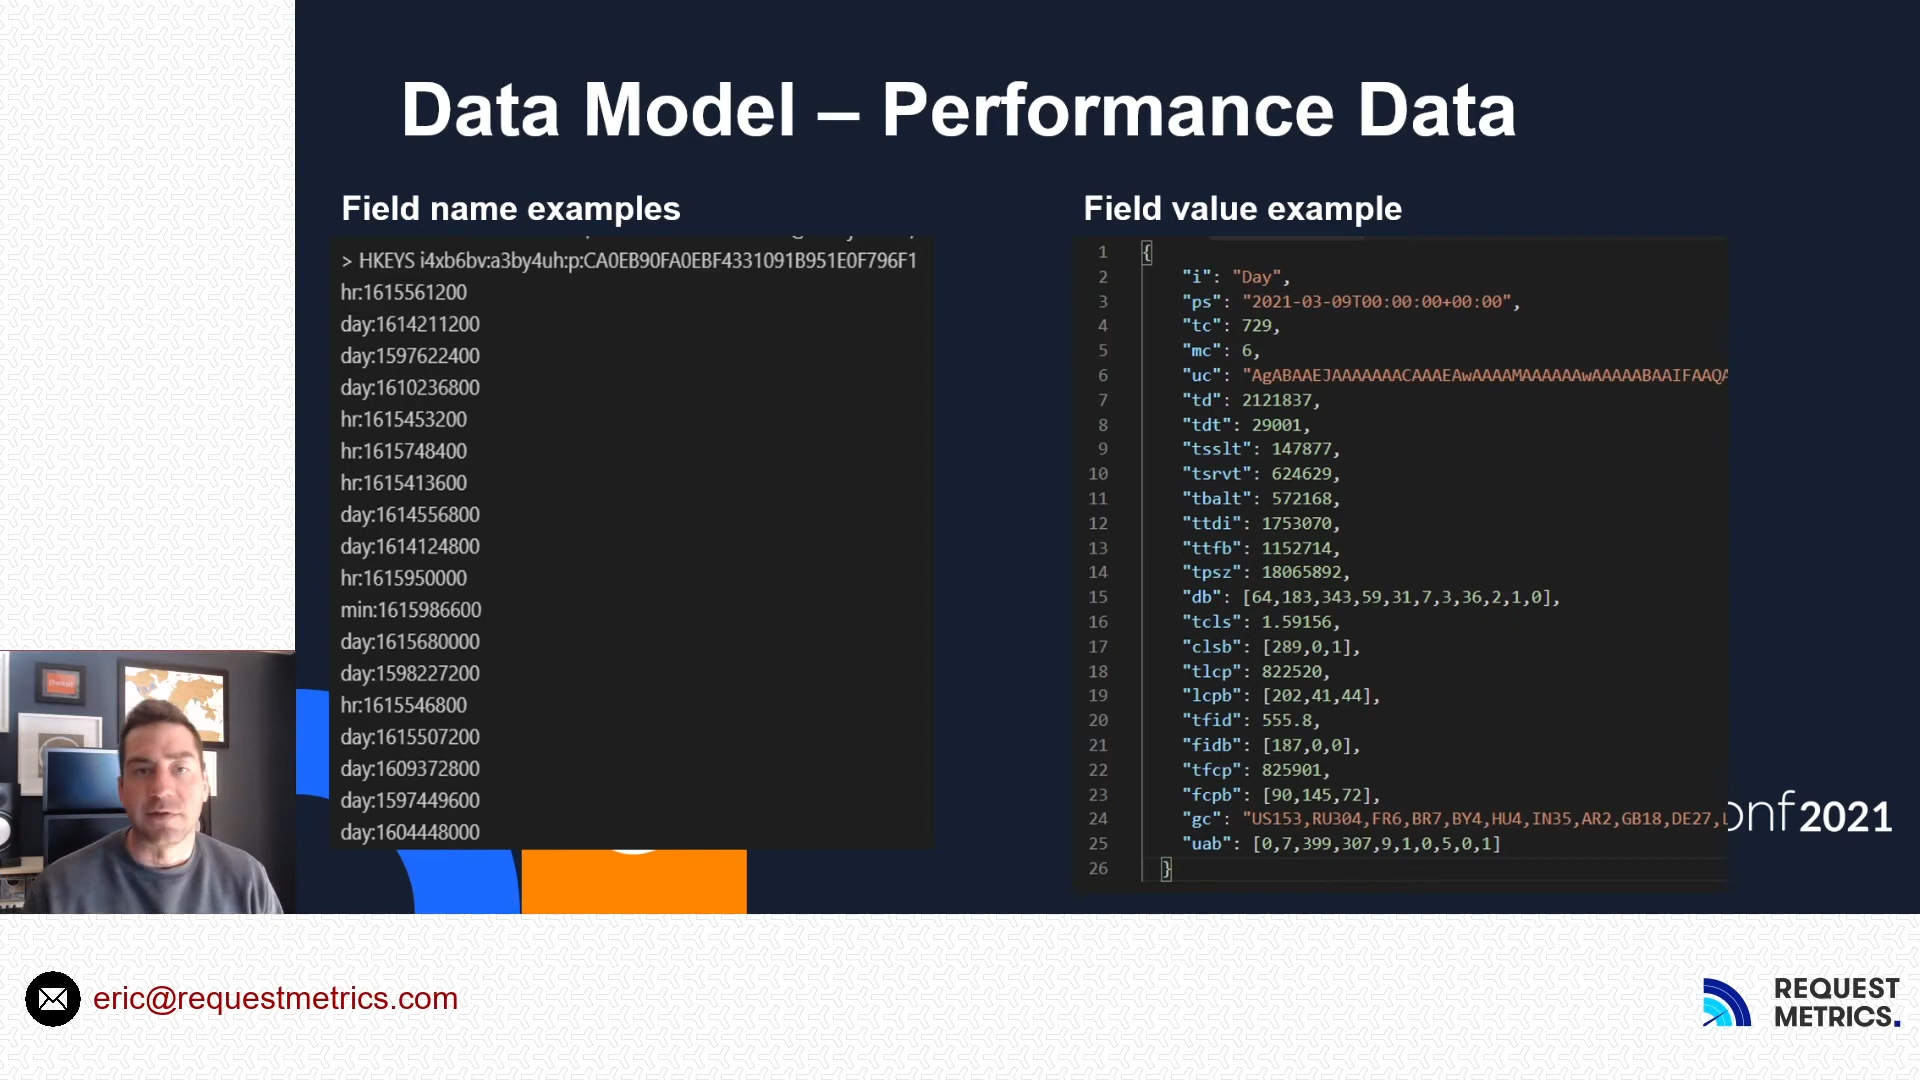 Data Model – Performance Data
Field name examples
> HKEYS i4xb6bv:a3by4uh:p:CA0EB90FA0EBF4331091B951E0F796F1
hr:1615561200
day:1614211200
day:1597622400
day:1610236800
hr:1615453200
hr:1615748400
hr:1615413600
day:1614556800
day:1614124800
hr:1615950000
min:1615986600
day:1615680000
day:1598227200
hr:1615546800
day:1615507200
day:1609372800
day:1597449600
day:1604448000
Field value example
1 {
2 "i": "Day",
3 "ps": "2021-03-09T00:00:00+00:00",
4 "tc": 729,
5 "mc": 6,
6 "uc": "AgABAAEJAAAAAAACAAAEAwAAAAMAAAAAAwAAAAABAAIFAAQA
7 "td": 2121837,
8 "tdt": 29001,
9 "tsslt": 147877,
10 "tsrvt": 624629,
11 "tbalt": 572168,
12 "ttdi": 1753070,
13 "ttfb": 1152714,
14 "tpsz": 18065892,
15 "db": [64,183,343,59,31,7,3,36,2,1,0],
16 "tcls": 1.59156,
17 "clsb": [289,0,1],
18 "tlcp": 822520,
19 "lcpb": [202,41,44],
20 "tfid": 555.8,
21 "fidb": [187,0,0],
22 "tfcp": 825901,
23 "fcpb": [90,145,72],
24 "gc": "US153,RU304,FR6,BR7,BY4,HU4,IN35,AR2,GB18,DE27,
25 "uab": [0,7,399,307,9,1,0,5,0,1]
26 }
onf2021
eric@requestmetrics.com
REQUEST
METRICS.